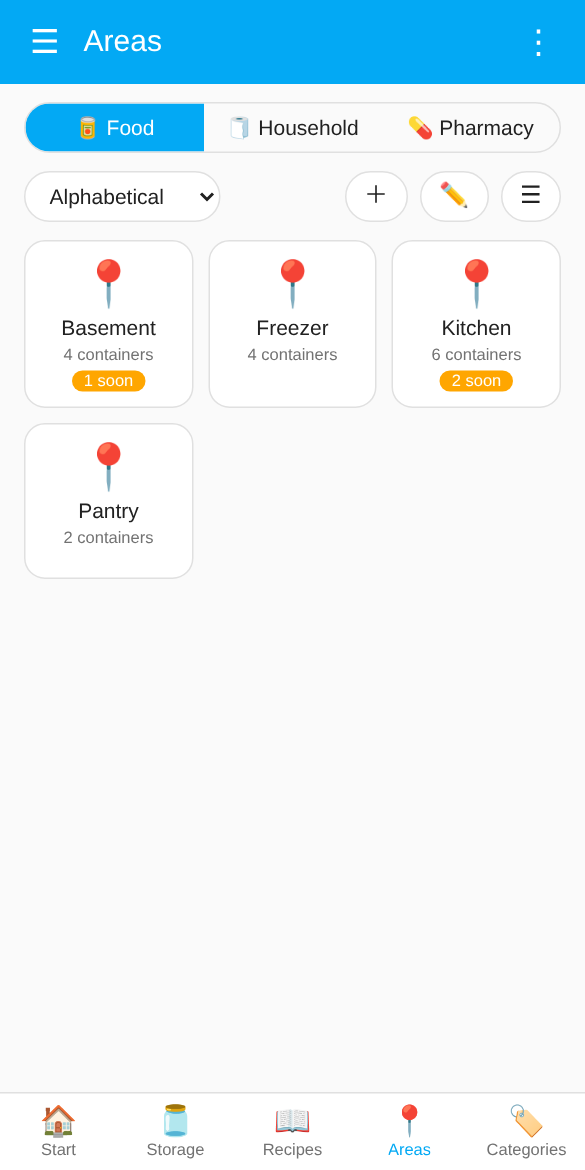 Areas
Food
Household
Pharmacy
Alphabetical
Basement
4 containers
1 soon
Freezer
4 containers
Kitchen
6 containers
2 soon
Pantry
2 containers
Start
Storage
Recipes
Areas
Categories